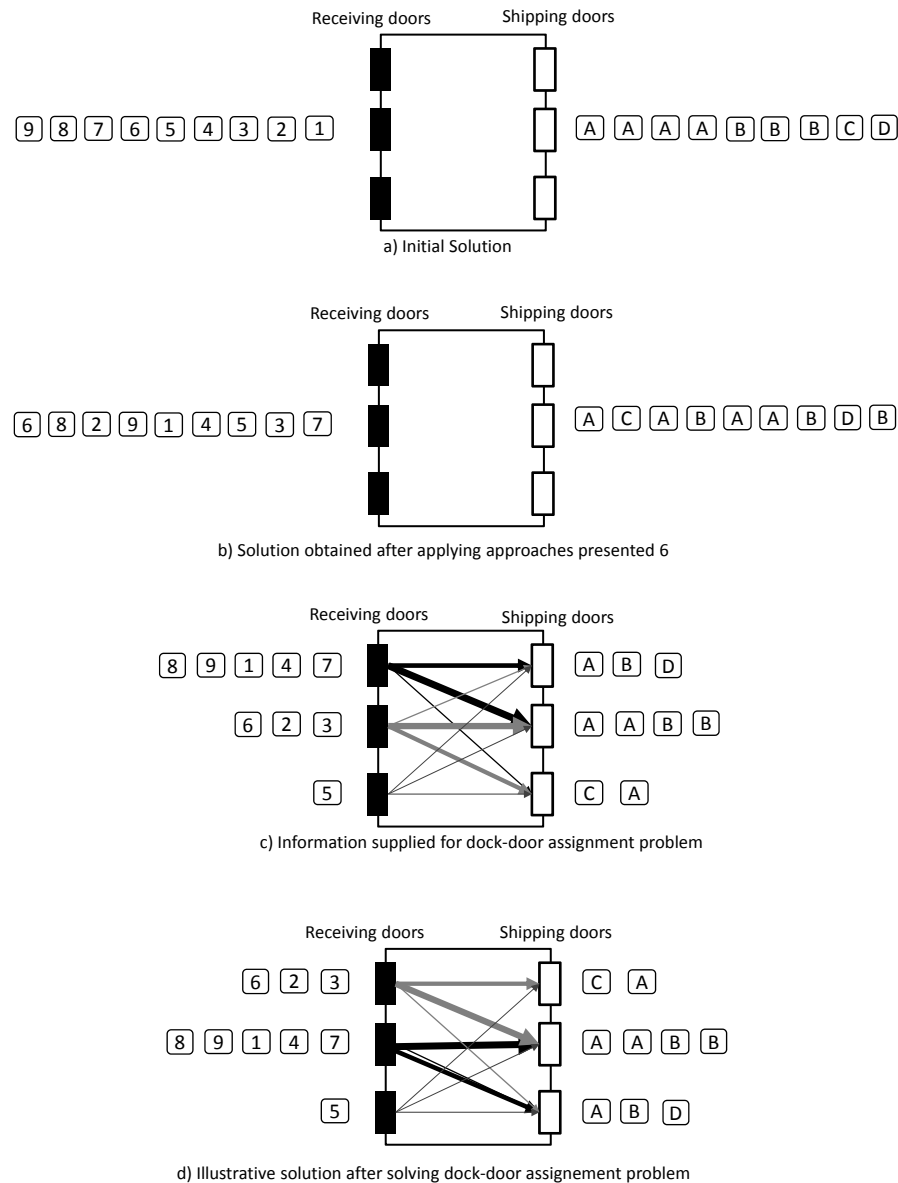 Receiving doors Shipping doors
9 8 7 6 5 4 3 2 1 A A A A B B B C D
a) Initial Solution
Receiving doors Shipping doors
6 8 2 9 1 4 5 3 7 A C A B A A B D B
b) Solution obtained after applying approaches presented 6
Receiving doors Shipping doors
8 9 1 4 7 A B D
6 2 3 A A B B
5 C A
c) Information supplied for dock-door assignment problem
Receiving doors Shipping doors
6 2 3 C A
8 9 1 4 7 A A B B
5 A B D
d) Illustrative solution after solving dock-door assignement problem